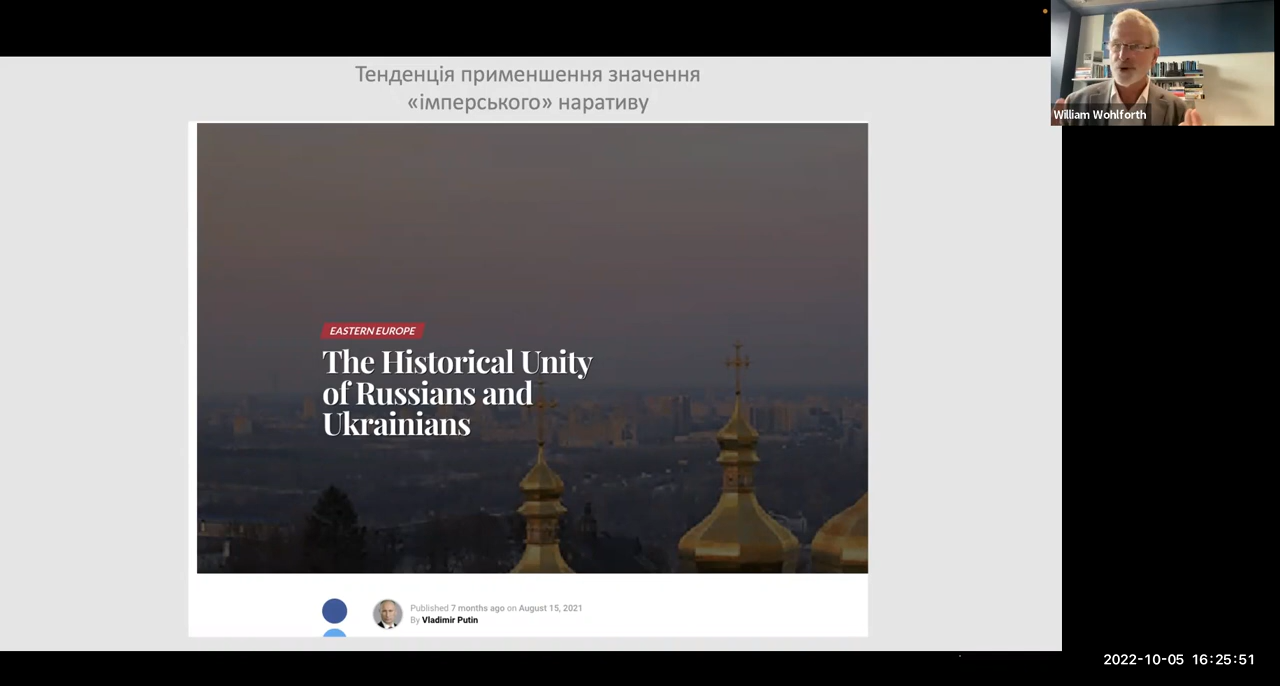 Тенденція применшення значення
«імперського» наративу
William Wohlforth
EASTERN EUROPE
The Historical Unity
of Russians and
Ukrainians
Published 7 months ago on August 15, 2021
By Vladimir Putin
2022-10-05 16:25:51